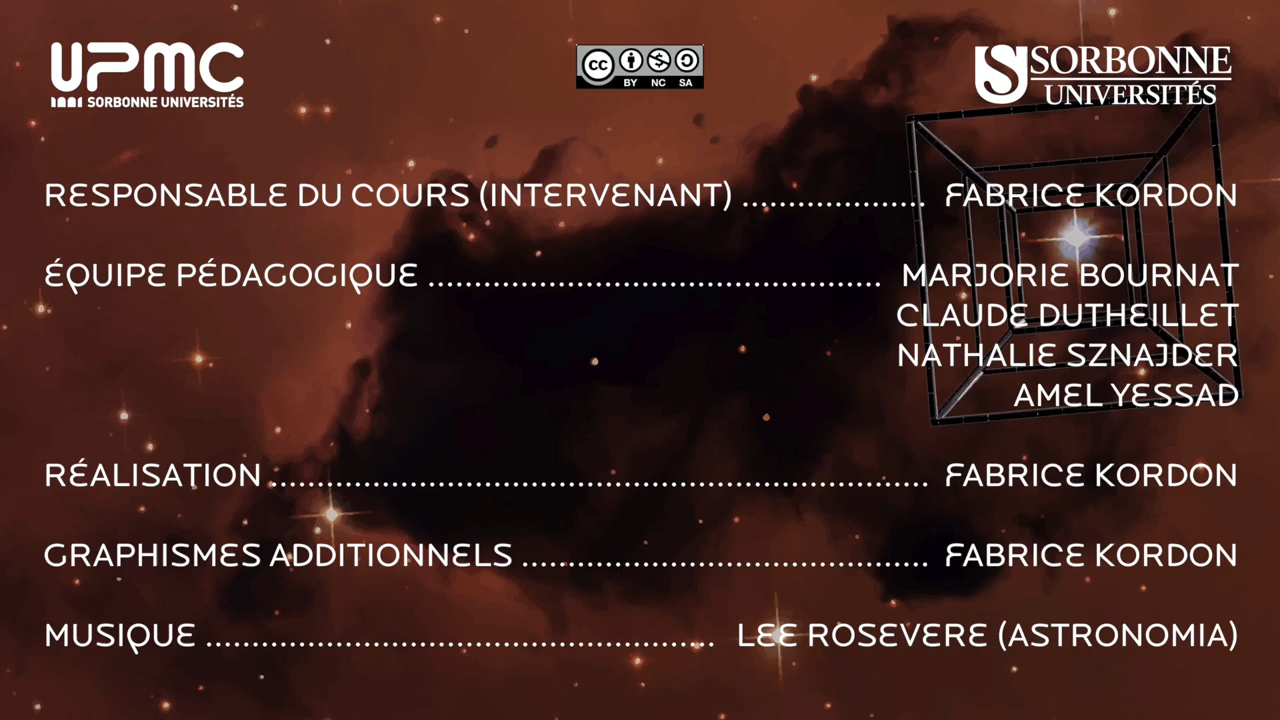 UPMC
SORBONNE UNIVERSITÉS
CC BY NC SA
SORBONNE
UNIVERSITÉS
RESPONSABLE DU COURS (INTERVENANT) ................... FABRICE KORDON
ÉQUIPE PÉDAGOGIQUE ............................................... MARJORIE BOURNAT
CLAUDE DUTHEILLET
NATHALIE SZNAJDER
AMEL YESSAD
RÉALISATION .................................................................... FABRICE KORDON
GRAPHISMES ADDITIONNELS .......................................... FABRICE KORDON
MUSIQUE ..................................................... LEE ROSEVERE (ASTRONOMIA)